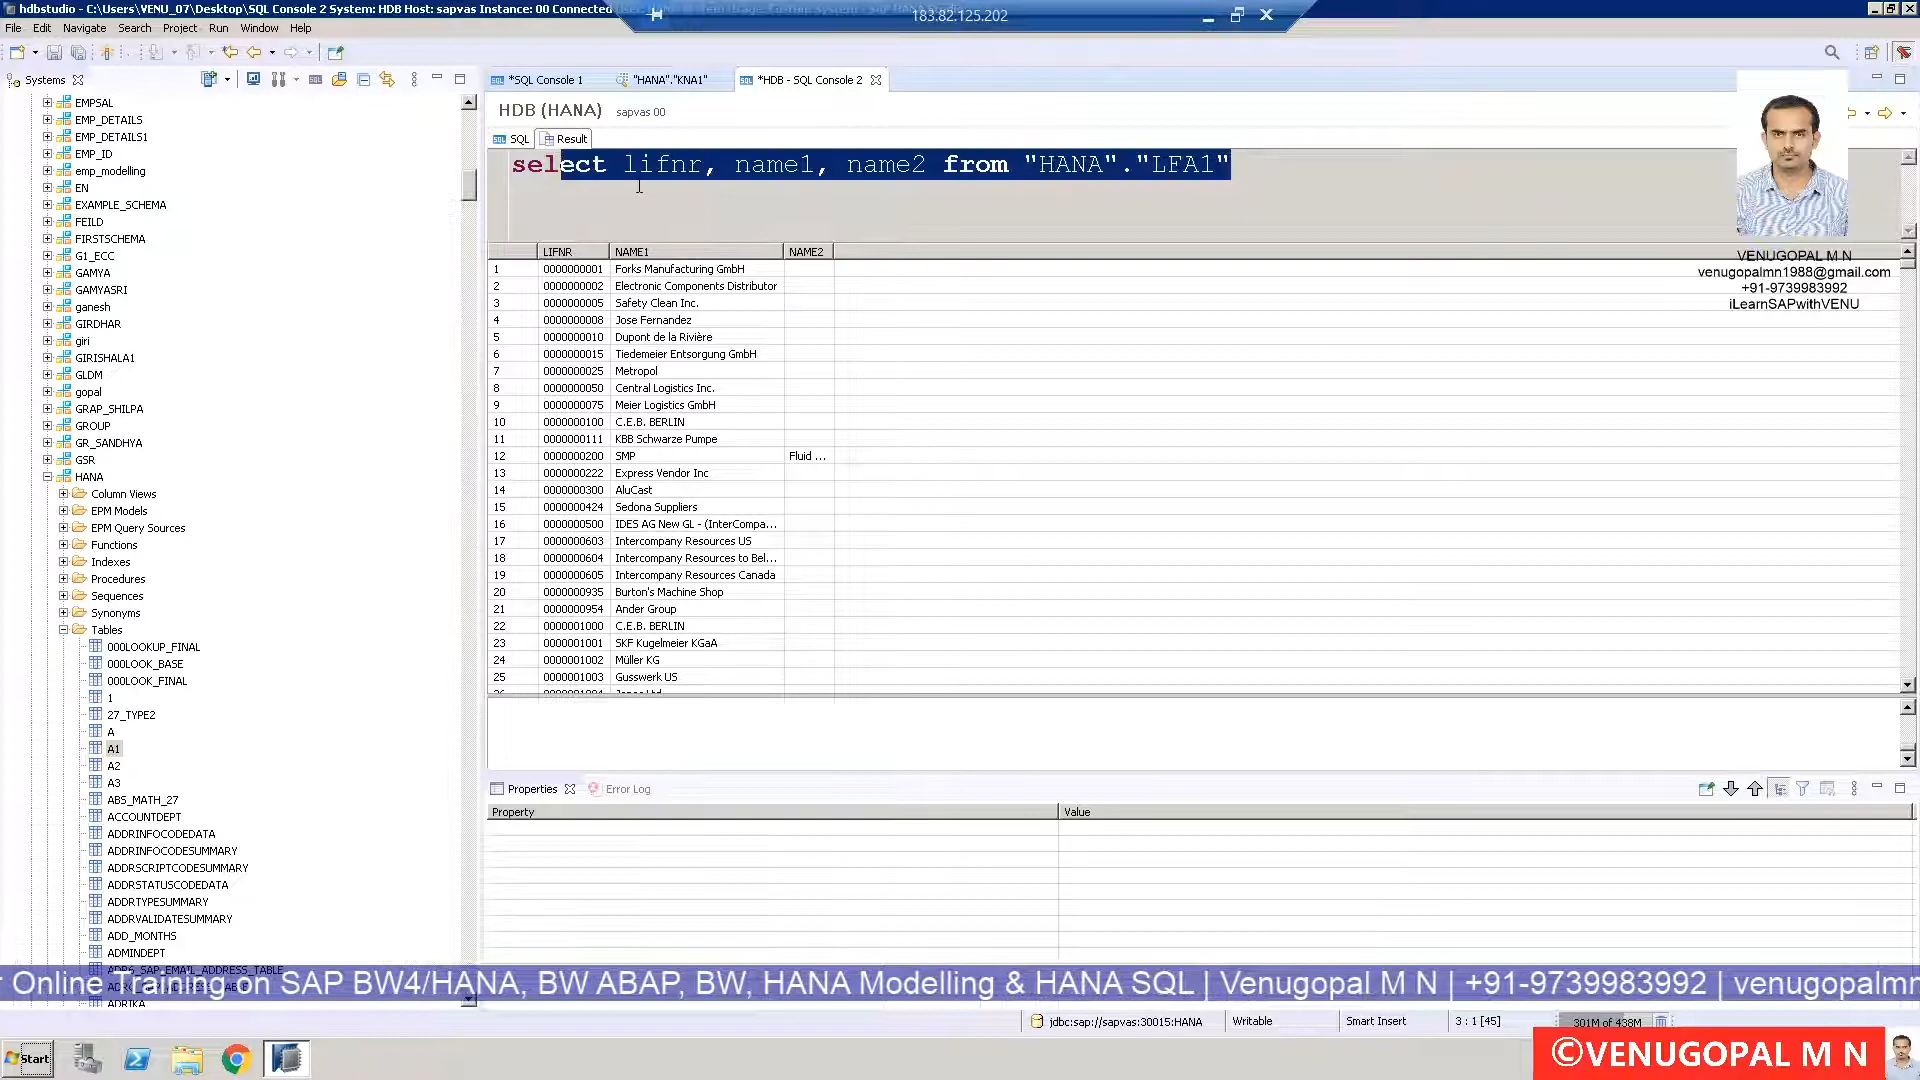 hdbstudio - C:\Users\VENU_07\Desktop\SQL Console 2 System: HDB Host: sapvas Instance: 00 Connected
183.82.125.202
File Edit Navigate Search Project Run Window Help
Systems
*SQL Console 1
"HANA"."KNA1"
*HDB - SQL Console 2
HDB (HANA) sapvas 00
SQL Result
select lifnr, name1, name2 from "HANA"."LFA1"
VENUGOPAL M N
venugopalmn1988@gmail.com
+91-9739983992
iLearnSAPwithVENU
EMPSAL
EMP_DETAILS
EMP_DETAILS1
EMP_ID
emp_modelling
EN
EXAMPLE_SCHEMA
FEILD
FIRSTSCHEMA
G1_ECC
GAMYA
GAMYASRI
ganesh
GIRDHAR
giri
GIRISHALA1
GLDM
gopal
GRAP_SHILPA
GROUP
GR_SANDHYA
GSR
HANA
Column Views
EPM Models
EPM Query Sources
Functions
Indexes
Procedures
Sequences
Synonyms
Tables
000LOOKUP_FINAL
000LOOK_BASE
000LOOK_FINAL
1
27_TYPE2
A
A1
A2
A3
ABS_MATH_27
ACCOUNTDEPT
ADDRINFOCODEDATA
ADDRINFOCODESUMMARY
ADDRSCRIPTCODESUMMARY
ADDRSTATUSCODEDATA
ADDRTYPESUMMARY
ADDRVALIDATESUMMARY
ADD_MONTHS
ADMINDEPT
ADRIKA
LIFNR NAME1 NAME2
1 0000000001 Forks Manufacturing GmbH
2 0000000002 Electronic Components Distributor
3 0000000005 Safety Clean Inc.
4 0000000008 Jose Fernandez
5 0000000010 Dupont de la Rivière
6 0000000015 Tiedemeier Entsorgung GmbH
7 0000000025 Metropol
8 0000000050 Central Logistics Inc.
9 0000000075 Meier Logistics GmbH
10 0000000100 C.E.B. BERLIN
11 0000000111 KBB Schwarze Pumpe
12 0000000200 SMP Fluid ...
13 0000000222 Express Vendor Inc
14 0000000300 AluCast
15 0000000424 Sedona Suppliers
16 0000000500 IDES AG New GL - (InterCompa...
17 0000000603 Intercompany Resources US
18 0000000604 Intercompany Resources to Bel...
19 0000000605 Intercompany Resources Canada
20 0000000935 Burton's Machine Shop
21 0000000954 Ander Group
22 0000001000 C.E.B. BERLIN
23 0000001001 SKF Kugelmeier KGaA
24 0000001002 Müller KG
25 0000001003 Gusswerk US
Properties Error Log
Property Value
r Online Training on SAP BW4/HANA, BW ABAP, BW, HANA Modelling & HANA SQL | Venugopal M N | +91-9739983992 | venugopalmn
jdbc:sap://sapvas:30015:HANA Writable Smart Insert 3 : 1 [45] 301M of 438M
Start
©VENUGOPAL M N